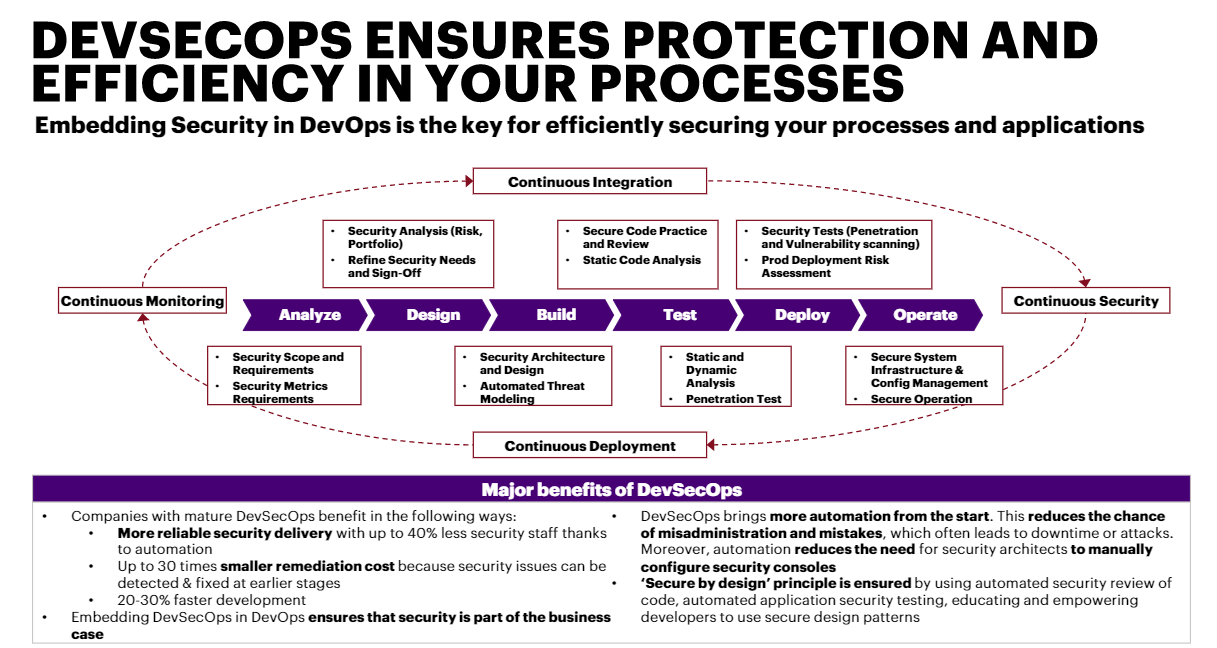 DEVSECOPS ENSURES PROTECTION AND
EFFICIENCY IN YOUR PROCESSES
Embedding Security in DevOps is the key for efficiently securing your processes and applications
Continuous Integration
• Security Analysis (Risk,
Portfolio)
• Refine Security Needs
and Sign-Off
• Secure Code Practice
and Review
• Static Code Analysis
• Security Tests (Penetration
and Vulnerability scanning)
• Prod Deployment Risk
Assessment
Continuous Monitoring
Continuous Security
Analyze
Design
Build
Test
Deploy
Operate
• Security Scope and
Requirements
• Security Metrics
Requirements
• Security Architecture
and Design
• Automated Threat
Modeling
• Static and
Dynamic
Analysis
• Penetration Test
• Secure System
Infrastructure &
Config Management
• Secure Operation
Continuous Deployment
Major benefits of DevSecOps
• Companies with mature DevSecOps benefit in the following ways:
• More reliable security delivery with up to 40% less security staff thanks
to automation
• Up to 30 times smaller remediation cost because security issues can be
detected & fixed at earlier stages
• 20-30% faster development
• Embedding DevSecOps in DevOps ensures that security is part of the business
case
• DevSecOps brings more automation from the start. This reduces the chance
of misadministration and mistakes, which often leads to downtime or attacks.
Moreover, automation reduces the need for security architects to manually
configure security consoles
• ‘Secure by design’ principle is ensured by using automated security review of
code, automated application security testing, educating and empowering
developers to use secure design patterns